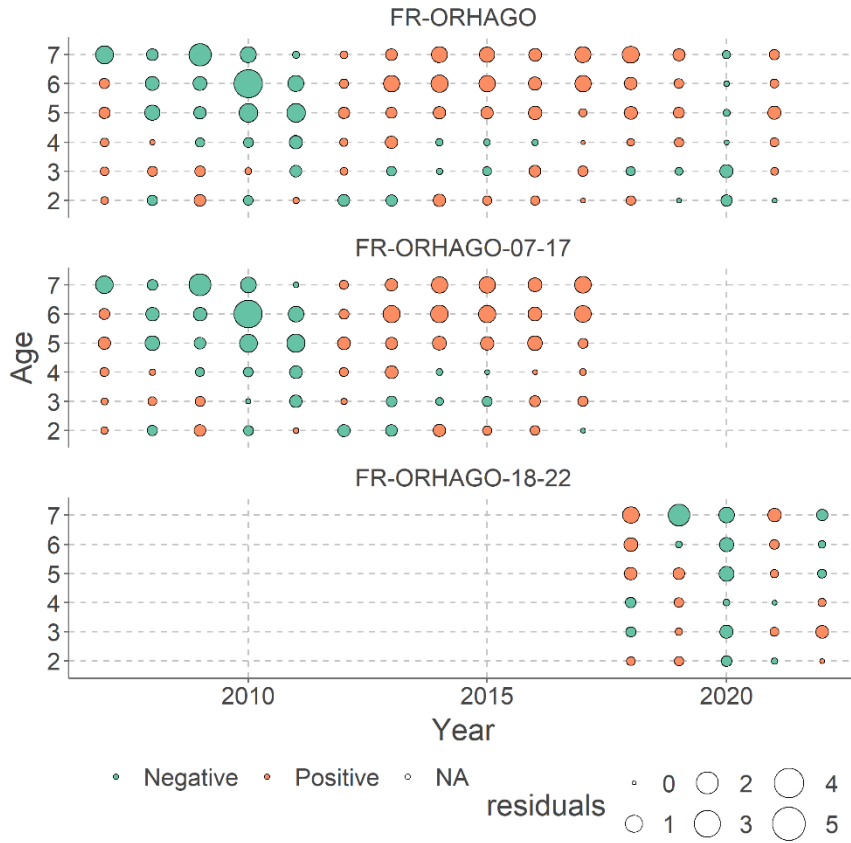 FR-ORHAGO
7
6
5
4
3
2
FR-ORHAGO-07-17
7
6
5
4
3
2
FR-ORHAGO-18-22
7
6
5
4
3
2
Age
2010 2015 2020
Year
Negative Positive NA
residuals
0 2 4
1 3 5